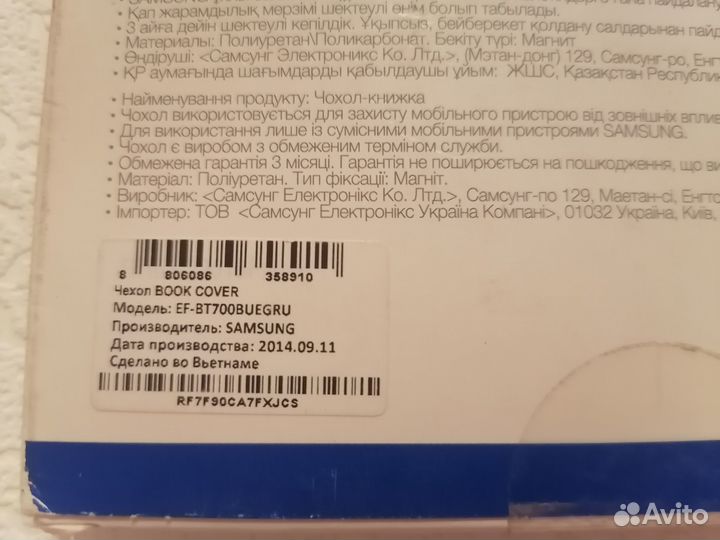 • Қап жарамдылық мерзімі шектеулі өнім болып табылады.
• 3 айға дейін шектеулі кепілдік. Ұқыпсыз, бейберекет қолдану салдарынан
• Материалы: Полиуретан\Поликарбонат. Бекіту түрі: Магнит
• Өндіруші: <Самсунг Электроникс Ко. Лтд.>, (Мэтан-донг) 129, Самсунг-ро,
• ҚР аумағында шағымдарды қабылдаушы ұйым: ЖШС, Қазақстан
• Найменування продукту: Чохол-книжка
• Чохол використовується для захисту мобільного пристрою від зовнішніх
• Для використання лише із сумісними мобільними пристроями SAMSUNG.
• Чохол є виробом з обмеженим терміном служби.
• Обмежена гарантія 3 місяці. Гарантія не поширюється на пошкодження, що
• Матеріал: Поліуретан. Тип фіксації: Магніт.
• Виробник: <Самсунг Електронікс Ко. Лтд.>, Самсунг-ро 129, Маетан-сі,
• Імпортер: ТОВ <Самсунг Електронікс Україна Компані>, 01032 Україна, Київ,
8 806086 358910
Чехол BOOK COVER
Модель: EF-BT700BUEGRU
Производитель: SAMSUNG
Дата производства: 2014.09.11
Сделано во Вьетнаме
RF7F90CA7FXJCS
Avito